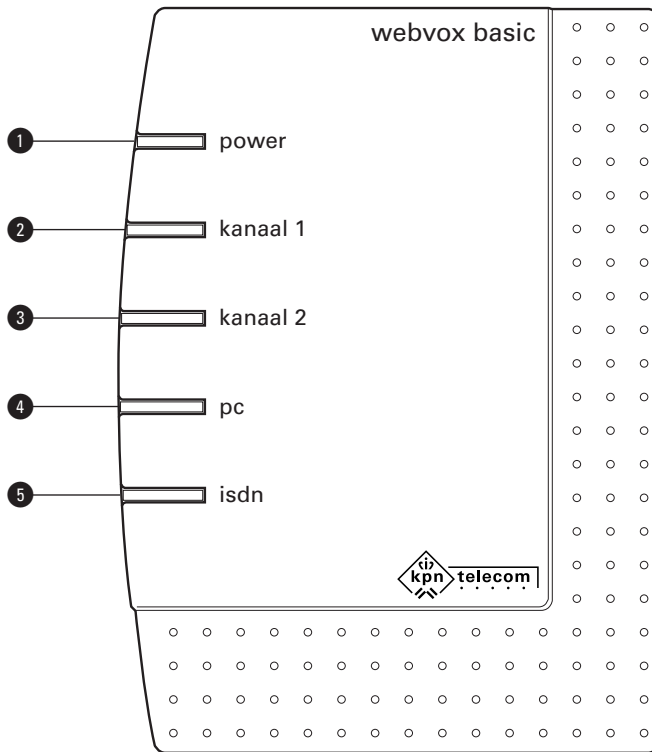 webvox basic
1 power
2 kanaal 1
3 kanaal 2
4 pc
5 isdn
kpn telecom